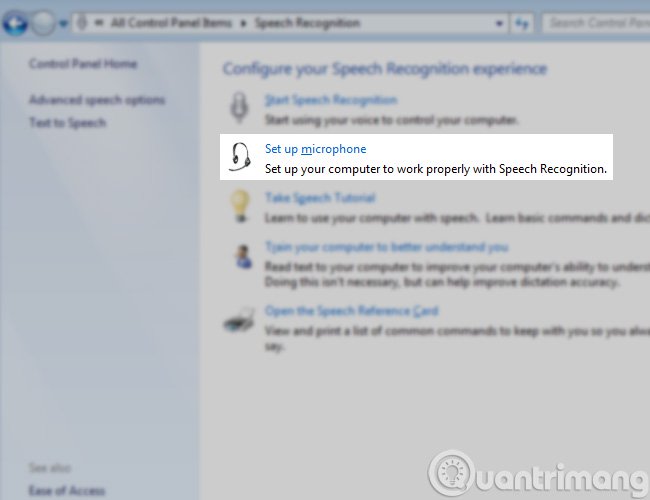 All Control Panel Items ▸ Speech Recognition
Search Control Pan
Control Panel Home
Advanced speech options
Text to Speech
Configure your Speech Recognition experience
Start Speech Recognition
Start using your voice to control your computer.
Set up microphone
Set up your computer to work properly with Speech Recognition.
Take Speech Tutorial
Learn to use your computer with speech. Learn basic commands and dic
Train your computer to better understand you
Read text to your computer to improve your computer's ability to underst
Doing this isn't necessary, but can help improve dictation accuracy.
Open the Speech Reference Card
View and print a list of common commands to keep with you so you alwa
say.
See also
Ease of Access
Quantrimang